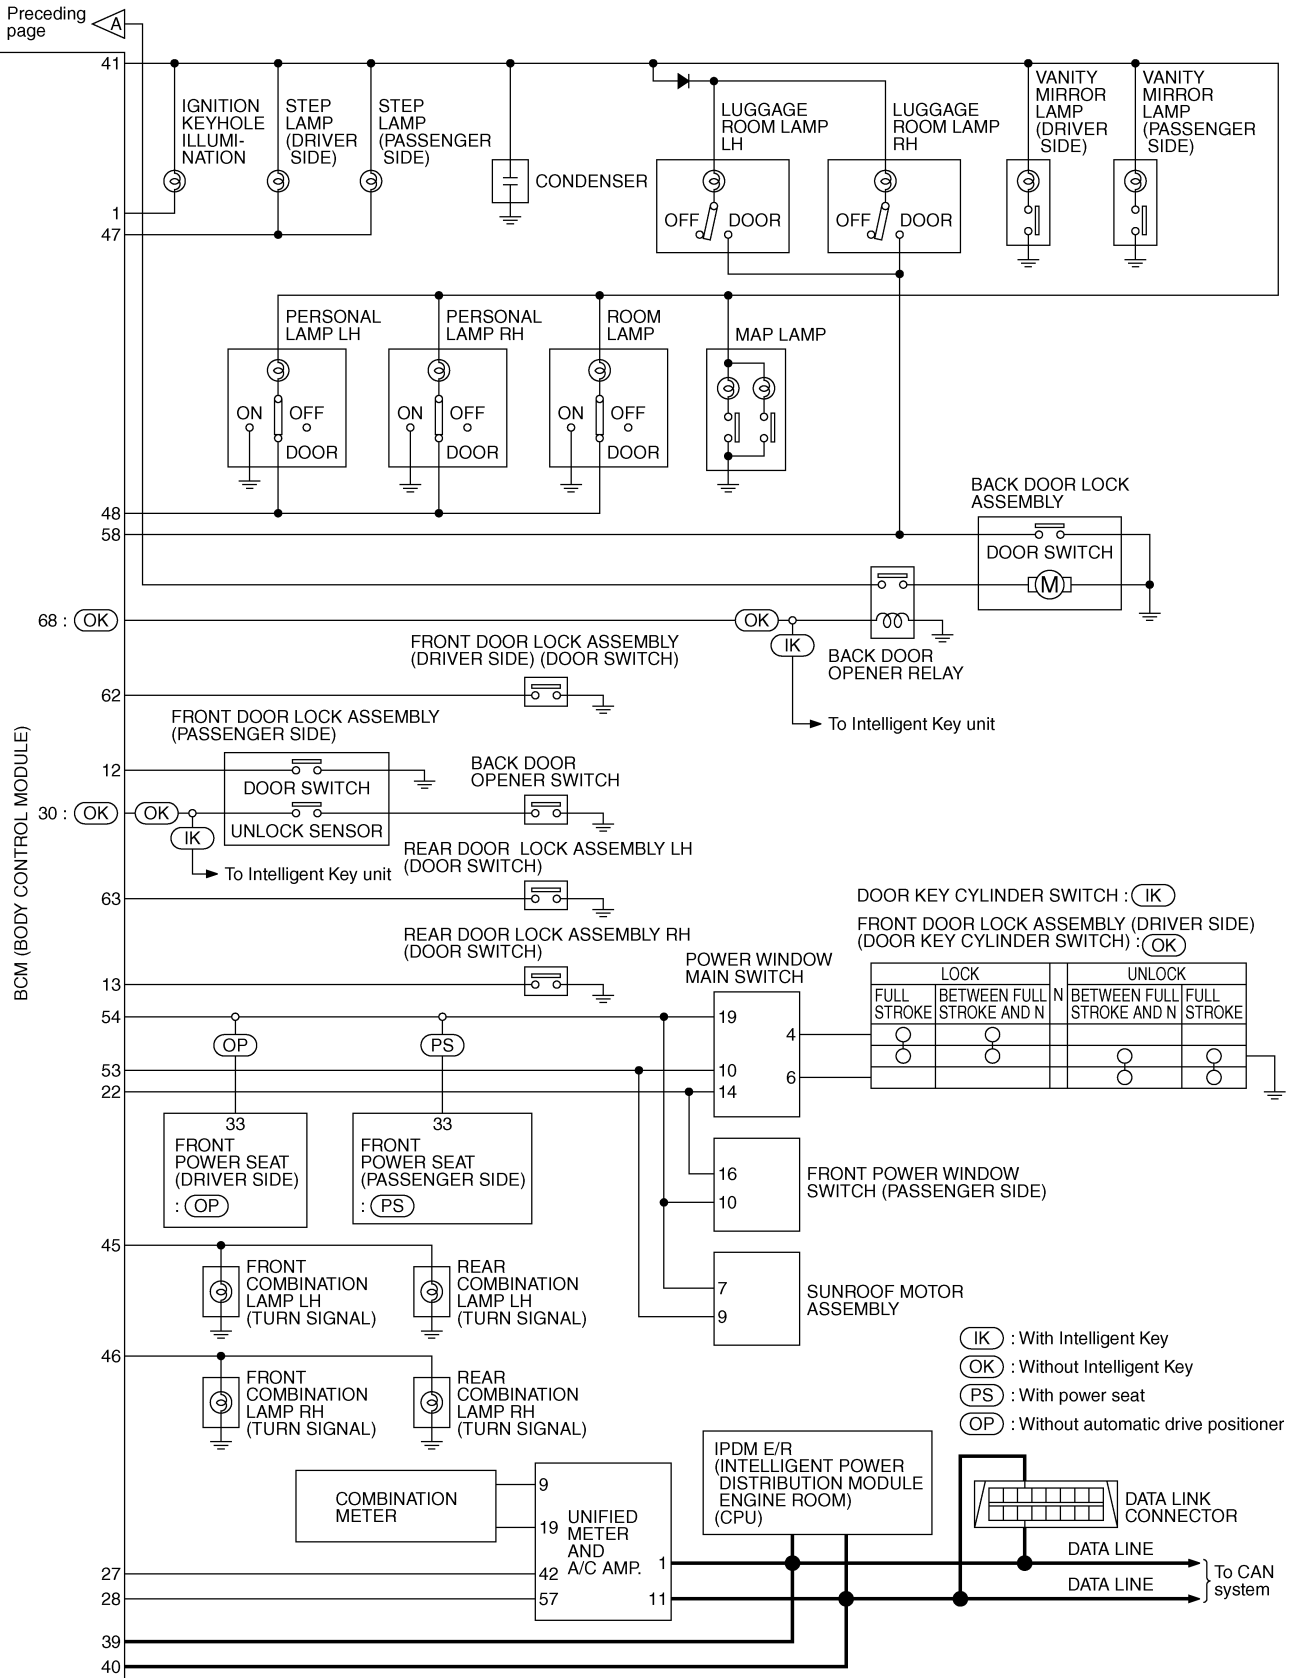 Preceding
page
A
41
IGNITION
KEYHOLE
ILLUMI-
NATION
STEP
LAMP
(DRIVER
SIDE)
STEP
LAMP
(PASSENGER
SIDE)
CONDENSER
LUGGAGE
ROOM LAMP
LH
OFF DOOR
LUGGAGE
ROOM LAMP
RH
OFF DOOR
VANITY
MIRROR
LAMP
(DRIVER
SIDE)
VANITY
MIRROR
LAMP
(PASSENGER
SIDE)
1
47
PERSONAL
LAMP LH
ON OFF
DOOR
PERSONAL
LAMP RH
ON OFF
DOOR
ROOM
LAMP
ON OFF
DOOR
MAP LAMP
48
58
BACK DOOR LOCK
ASSEMBLY
DOOR SWITCH
M
68 : OK
OK
IK
BACK DOOR
OPENER RELAY
To Intelligent Key unit
FRONT DOOR LOCK ASSEMBLY
(DRIVER SIDE) (DOOR SWITCH)
62
FRONT DOOR LOCK ASSEMBLY
(PASSENGER SIDE)
12
DOOR SWITCH
BACK DOOR
OPENER SWITCH
30 : OK OK
UNLOCK SENSOR
IK
To Intelligent Key unit
BCM (BODY CONTROL MODULE)
REAR DOOR LOCK ASSEMBLY LH
(DOOR SWITCH)
63
REAR DOOR LOCK ASSEMBLY RH
(DOOR SWITCH)
13
DOOR KEY CYLINDER SWITCH : IK
FRONT DOOR LOCK ASSEMBLY (DRIVER SIDE)
(DOOR KEY CYLINDER SWITCH) : OK
LOCK N UNLOCK
FULL
STROKE
BETWEEN FULL
STROKE AND N
BETWEEN FULL
STROKE AND N
FULL
STROKE
POWER WINDOW
MAIN SWITCH
54
19
4
OP
PS
53
10
6
22
14
33
FRONT
POWER SEAT
(DRIVER SIDE)
: OP
33
FRONT
POWER SEAT
(PASSENGER SIDE)
: PS
16
10
FRONT POWER WINDOW
SWITCH (PASSENGER SIDE)
45
FRONT
COMBINATION
LAMP LH
(TURN SIGNAL)
REAR
COMBINATION
LAMP LH
(TURN SIGNAL)
7
9
SUNROOF MOTOR
ASSEMBLY
46
FRONT
COMBINATION
LAMP RH
(TURN SIGNAL)
REAR
COMBINATION
LAMP RH
(TURN SIGNAL)
IK : With Intelligent Key
OK : Without Intelligent Key
PS : With power seat
OP : Without automatic drive positioner
COMBINATION
METER
9
19
UNIFIED
METER
AND
A/C AMP.
42
57
1
11
IPDM E/R
(INTELLIGENT POWER
DISTRIBUTION MODULE
ENGINE ROOM)
(CPU)
DATA LINK
CONNECTOR
DATA LINE
DATA LINE
To CAN
system
27
28
39
40